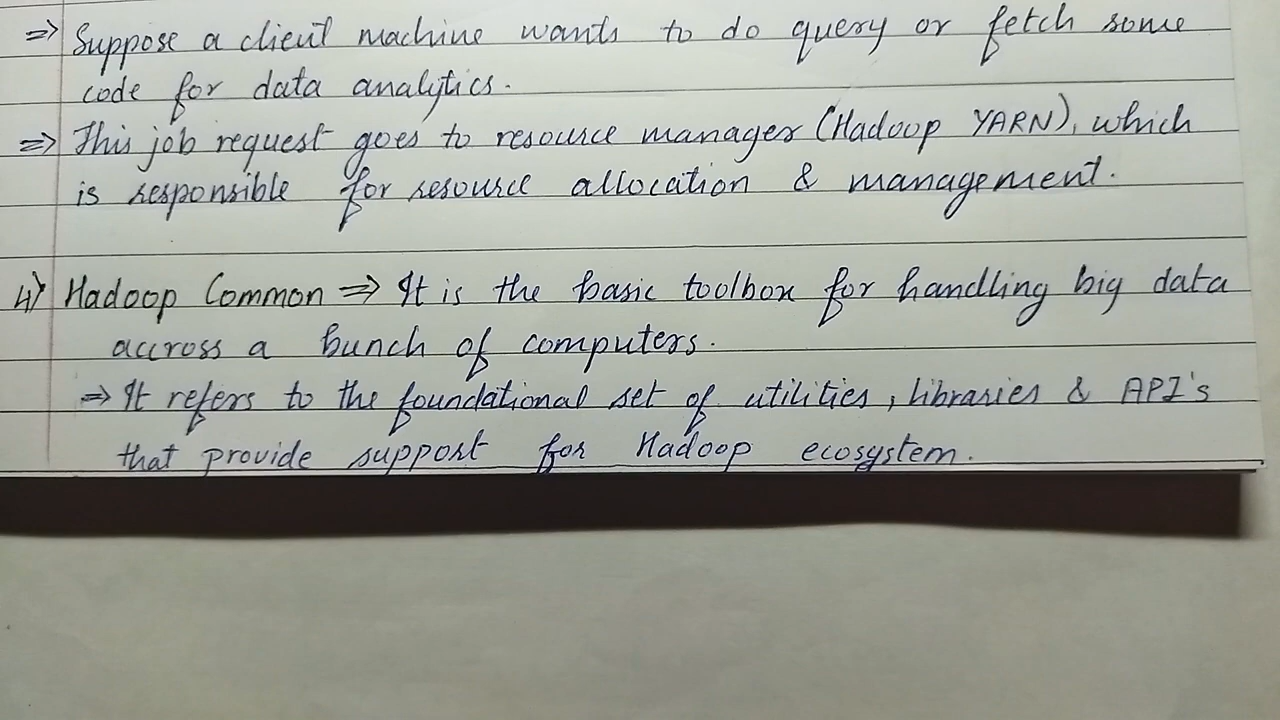 ⇒ Suppose a client machine wants to do query or fetch some
code for data analytics.
⇒ This job request goes to resource manager (Hadoop YARN), which
is responsible for resource allocation & management.
4) Hadoop Common ⇒ It is the basic toolbox for handling big data
accross a bunch of computers.
⇒ It refers to the foundational set of utilities, libraries & API's
that provide support for Hadoop ecosystem.